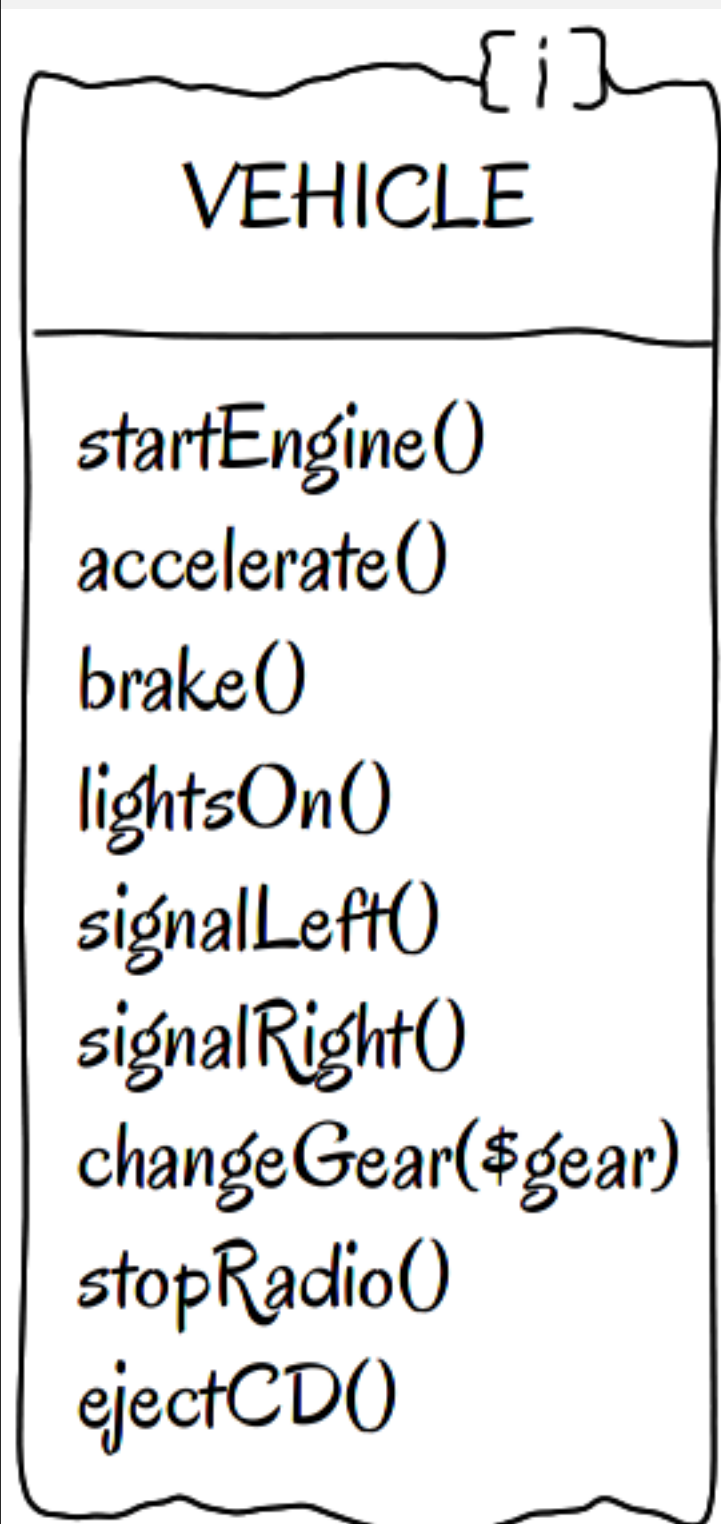 [i]
VEHICLE
startEngine()
accelerate()
brake()
lightsOn()
signalLeft()
signalRight()
changeGear($gear)
stopRadio()
ejectCD()